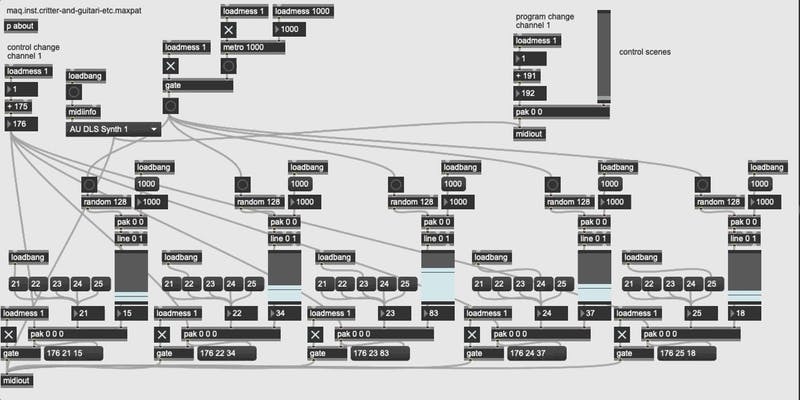 maq.inst.critter-and-guitari-etc.maxpat
p about
control change
channel 1
loadmess 1
1
+ 175
176
loadbang
midiinfo
AU DLS Synth 1
loadmess 1
loadmess 1000
1000
metro 1000
loadmess 1
gate
program change
channel 1
loadmess 1
1
+ 191
192
pak 0 0
midiout
control scenes
loadbang
1000
random 128
1000
pak 0 0
line 0 1
loadbang
21 22 23 24 25
loadmess 1
21
15
pak 0 0 0
gate
176 21 15
midiout
loadbang
1000
random 128
1000
pak 0 0
line 0 1
loadbang
21 22 23 24 25
loadmess 1
22
34
pak 0 0 0
gate
176 22 34
loadbang
1000
random 128
1000
pak 0 0
line 0 1
loadbang
21 22 23 24 25
loadmess 1
23
83
pak 0 0 0
gate
176 23 83
loadbang
1000
random 128
1000
pak 0 0
line 0 1
loadbang
21 22 23 24 25
loadmess 1
24
37
pak 0 0 0
gate
176 24 37
loadbang
1000
random 128
1000
pak 0 0
line 0 1
loadbang
21 22 23 24 25
loadmess 1
25
18
pak 0 0 0
gate
176 25 18